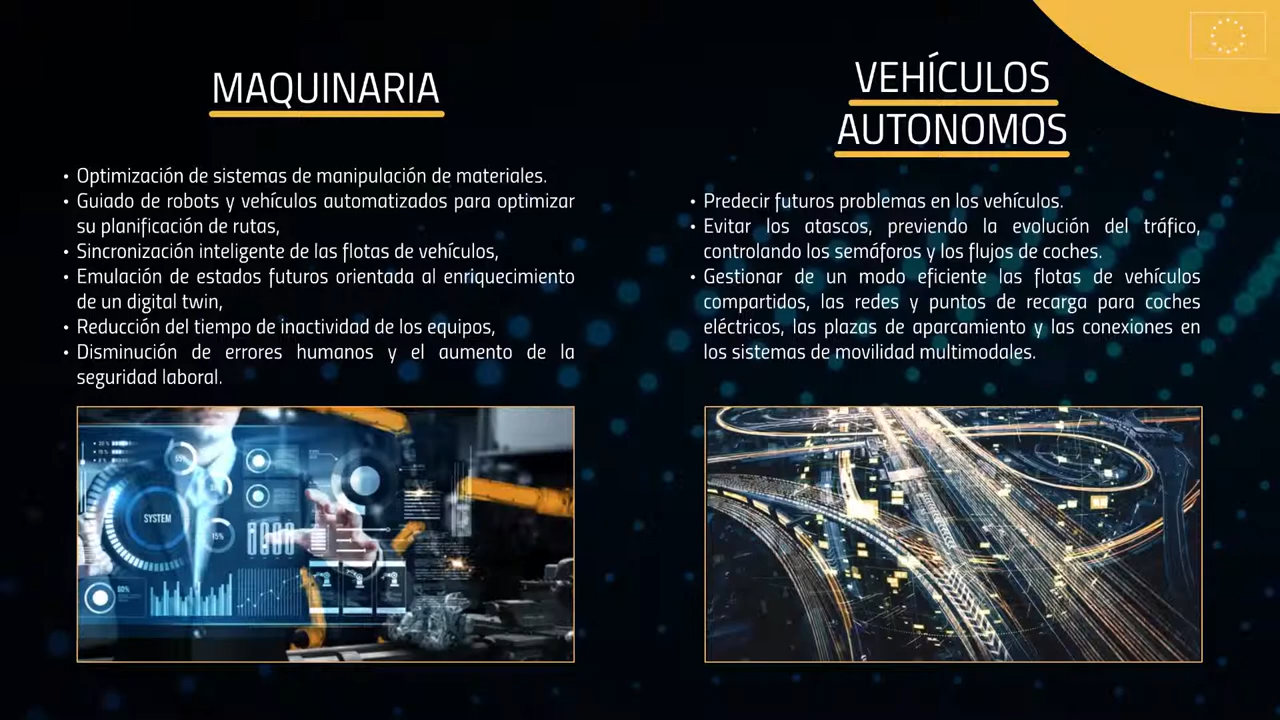 MAQUINARIA
• Optimización de sistemas de manipulación de materiales.
• Guiado de robots y vehículos automatizados para optimizar
su planificación de rutas,
• Sincronización inteligente de las flotas de vehículos,
• Emulación de estados futuros orientada al enriquecimiento
de un digital twin,
• Reducción del tiempo de inactividad de los equipos,
• Disminución de errores humanos y el aumento de la
seguridad laboral.
SYSTEM
15%
60%
VEHÍCULOS
AUTONOMOS
• Predecir futuros problemas en los vehículos.
• Evitar los atascos, previendo la evolución del tráfico,
controlando los semáforos y los flujos de coches.
• Gestionar de un modo eficiente las flotas de vehículos
compartidos, las redes y puntos de recarga para coches
eléctricos, las plazas de aparcamiento y las conexiones en
los sistemas de movilidad multimodales.